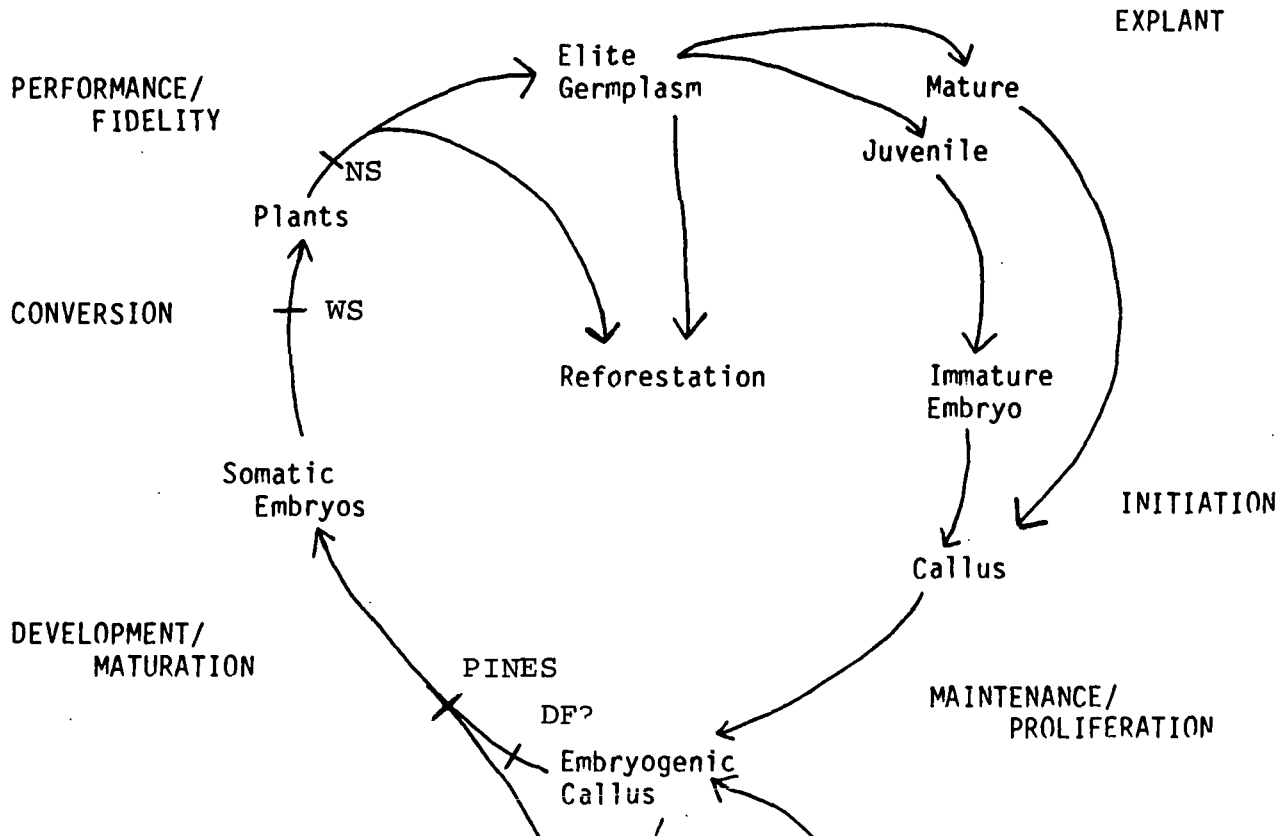 EXPLANT
Elite
Germplasm
PERFORMANCE/
FIDELITY
Mature
Juvenile
NS
Plants
CONVERSION
WS
Reforestation
Immature
Embryo
Somatic
Embryos
INITIATION
Callus
DEVELOPMENT/
MATURATION
PINES
MAINTENANCE/
PROLIFERATION
DF?
Embryogenic
Callus